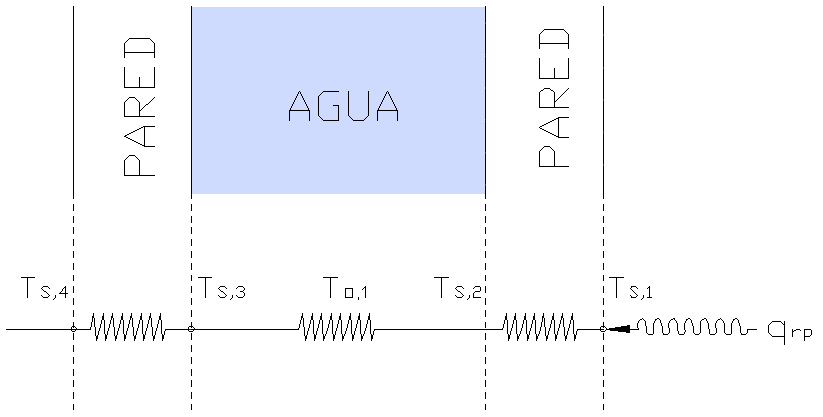 PARED
AGUA
PARED
Ts,4
Ts,3
To,1
Ts,2
Ts,1
qrp